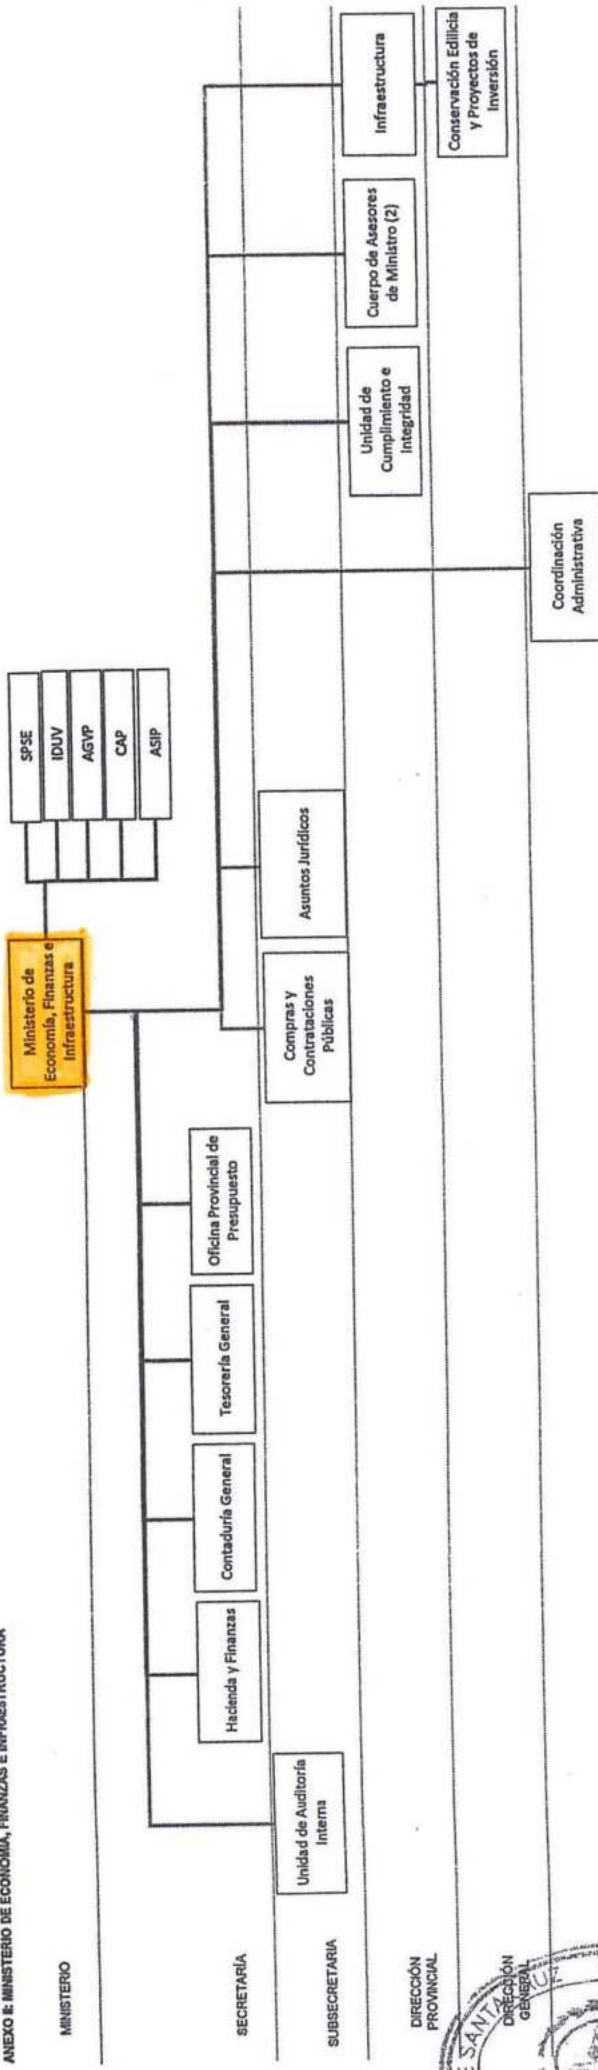 ANEXO II: MINISTERIO DE ECONOMÍA, FINANZAS E INFRAESTRUCTURA
MINISTERIO
Ministerio de
Economía, Finanzas e
Infraestructura
SPSE
IDUV
AGVP
CAP
ASIP
SECRETARÍA
Hacienda y Finanzas
Contaduría General
Tesorería General
Oficina Provincial de
Presupuesto
SUBSECRETARIA
Unidad de Auditoría
Interna
Compras y
Contrataciones
Públicas
Asuntos Jurídicos
DIRECCIÓN
PROVINCIAL
Unidad de
Cumplimiento e
Integridad
Cuerpo de Asesores
de Ministro (2)
Infraestructura
DIRECCIÓN
GENERAL
Conservación Edilicia
y Proyectos de
Inversión
Coordinación
Administrativa
SANTA CRUZ